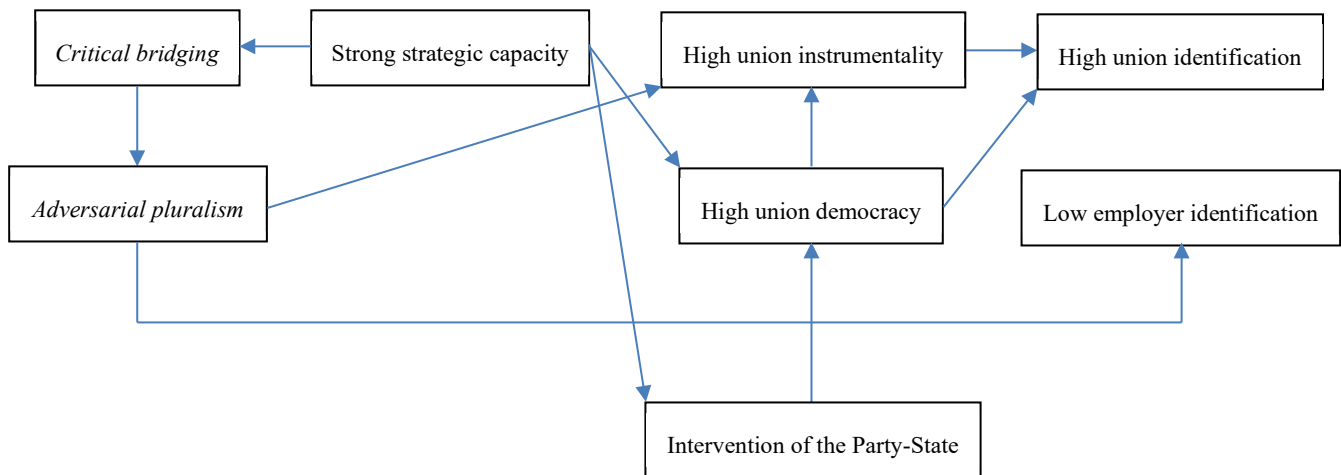 Critical bridging
Strong strategic capacity
High union instrumentality
High union identification
Adversarial pluralism
High union democracy
Low employer identification
Intervention of the Party-State